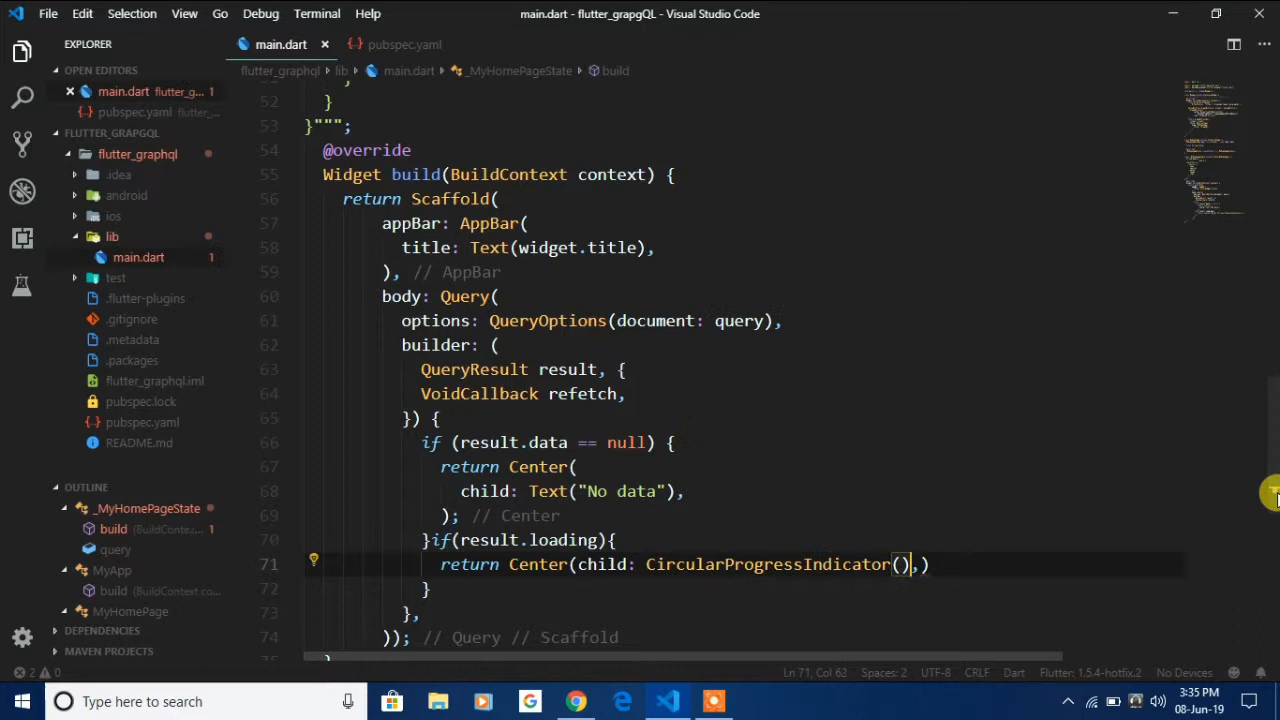 File Edit Selection View Go Debug Terminal Help main.dart - flutter_grapgQL - Visual Studio Code
EXPLORER
OPEN EDITORS
main.dart flutter_g... 1
pubspec.yaml flutter_...
FLUTTER_GRAPGQL
flutter_graphql
.idea
android
ios
lib
main.dart 1
test
.flutter-plugins
.gitignore
.metadata
.packages
flutter_graphql.iml
pubspec.lock
pubspec.yaml
README.md
OUTLINE
_MyHomePageState
build (BuildContex... 1
query
MyApp
build (BuildContext co...
MyHomePage
DEPENDENCIES
MAVEN PROJECTS
main.dart pubspec.yaml
flutter_graphql lib main.dart _MyHomePageState build
52 }
53 }""";
54 @override
55 Widget build(BuildContext context) {
56 return Scaffold(
57 appBar: AppBar(
58 title: Text(widget.title),
59 ), // AppBar
60 body: Query(
61 options: QueryOptions(document: query),
62 builder: (
63 QueryResult result, {
64 VoidCallback refetch,
65 }) {
66 if (result.data == null) {
67 return Center(
68 child: Text("No data"),
69 ); // Center
70 }if(result.loading){
71 return Center(child: CircularProgressIndicator(),)
72 }
73 },
74 )); // Query // Scaffold
2 0 Ln 71, Col 62 Spaces: 2 UTF-8 CRLF Dart Flutter: 1.5.4-hotfix.2 No Devices
Type here to search
3:35 PM
08-Jun-19